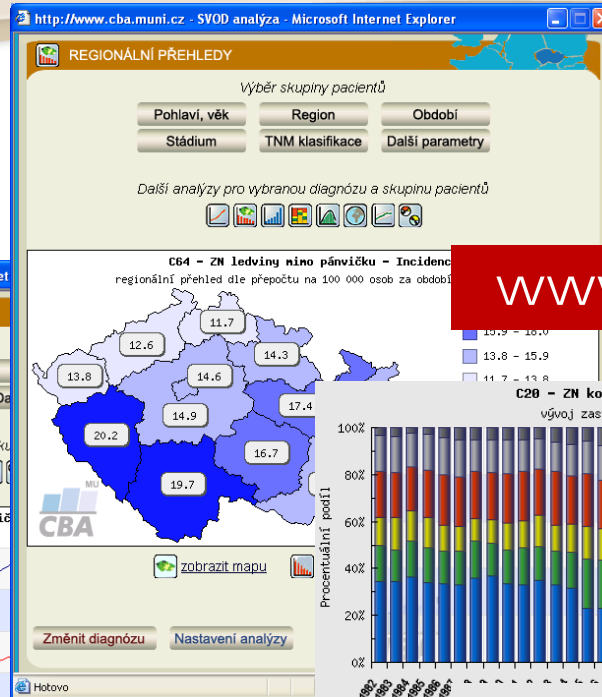 http://www.cba.muni.cz - SVOD analýza - Microsoft Internet Explorer
REGIONÁLNÍ PŘEHLEDY
Výběr skupiny pacientů
Pohlaví, věk Region Období
Stádium TNM klasifikace Další parametry
Další analýzy pro vybranou diagnózu a skupinu pacientů
C64 - ZN ledviny mimo pánvičku - Incidenc
regionální přehled dle přepočtu na 100 000 osob za období
www
11.7
12.6
14.3
13.8
14.6
17.4
14.9
20.2
16.7
19.7
15.9 - 18.0
13.8 - 15.9
11.7 - 13.8
MU
CBA
zobrazit mapu
Změnit diagnózu Nastavení analýzy
Hotovo
C20 - ZN ko
vývoj zas
Procentuální podíl
100%
80%
60%
40%
20%
0%
1982
1983
1984
1985
1986
1987